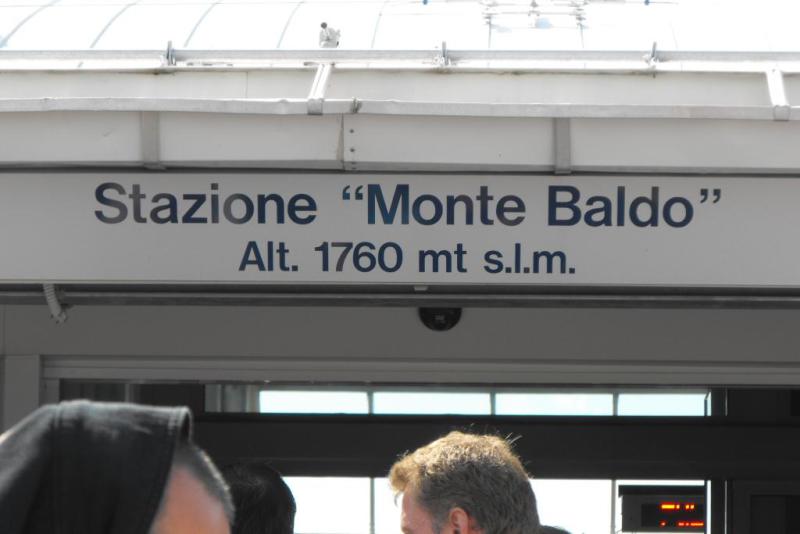 Stazione “Monte Baldo”
Alt. 1760 mt s.l.m.